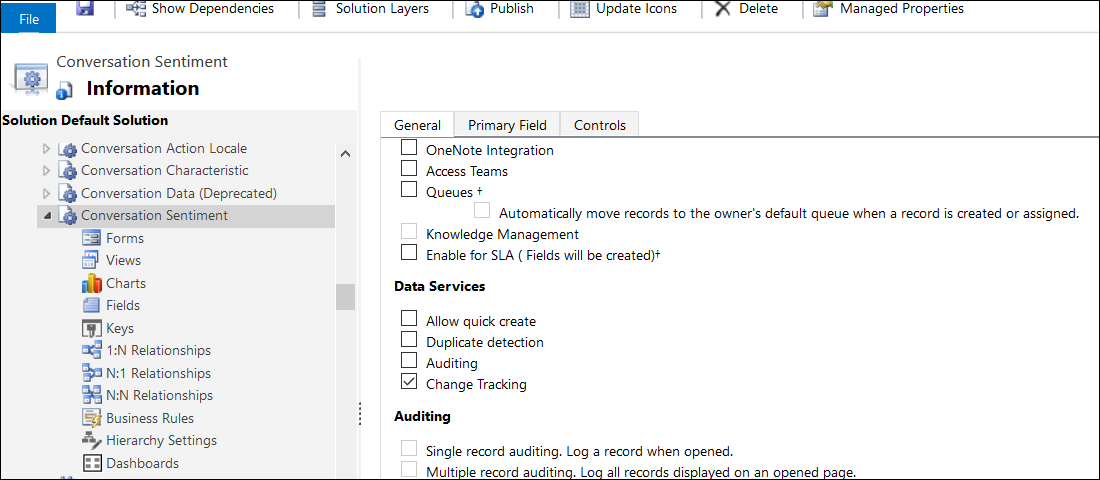 File
Show Dependencies
Solution Layers
Publish
Update Icons
Delete
Managed Properties
Conversation Sentiment
Information
Solution Default Solution
Conversation Action Locale
Conversation Characteristic
Conversation Data (Deprecated)
Conversation Sentiment
Forms
Views
Charts
Fields
Keys
1:N Relationships
N:1 Relationships
N:N Relationships
Business Rules
Hierarchy Settings
Dashboards
General
Primary Field
Controls
OneNote Integration
Access Teams
Queues †
Automatically move records to the owner's default queue when a record is created or assigned.
Knowledge Management
Enable for SLA ( Fields will be created)†
Data Services
Allow quick create
Duplicate detection
Auditing
Change Tracking
Auditing
Single record auditing. Log a record when opened.
Multiple record auditing. Log all records displayed on an opened page.